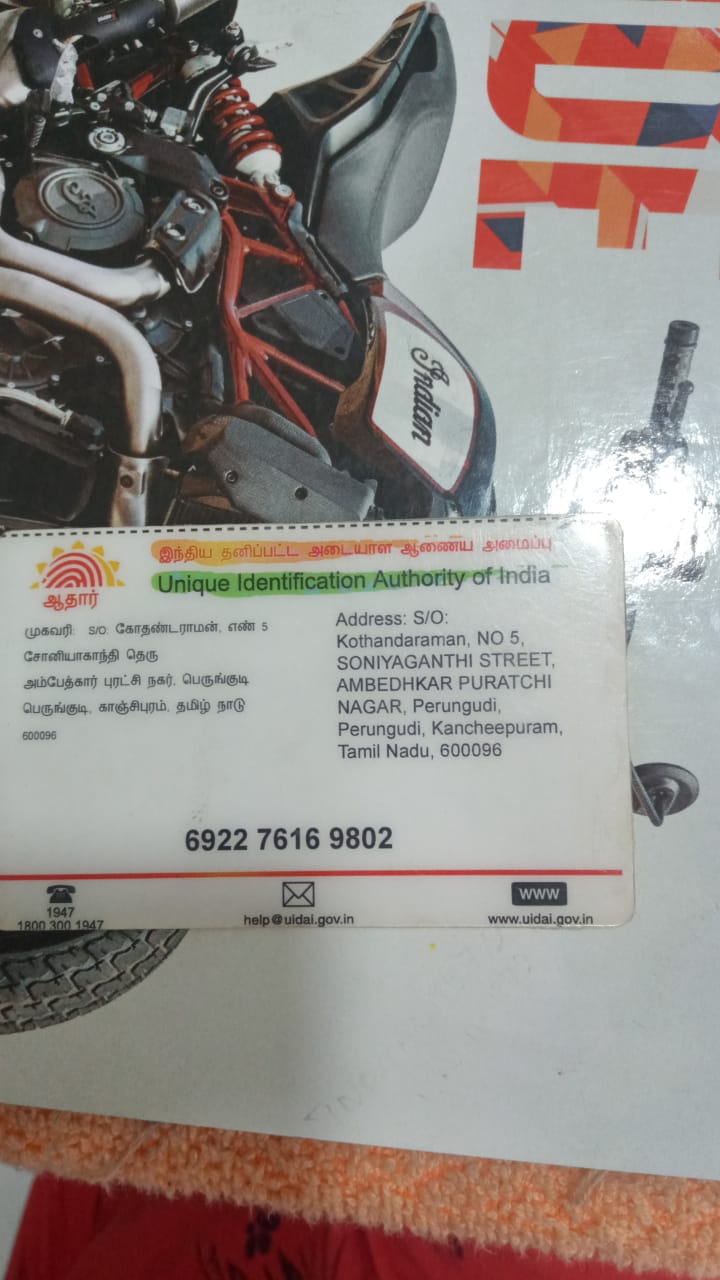 Indian
இந்திய தனிப்பட்ட அடையாள ஆணைய அமைப்பு
Unique Identification Authority of India
ஆதார்
முகவரி: S/O: கோதண்டராமன், எண் 5
சோனியாகாந்தி தெரு
அம்பேத்கார் புரட்சி நகர், பெருங்குடி
பெருங்குடி, காஞ்சிபுரம், தமிழ் நாடு
600096
Address: S/O:
Kothandaraman, NO 5,
SONIYAGANTHI STREET,
AMBEDHKAR PURATCHI
NAGAR, Perungudi,
Perungudi, Kancheepuram,
Tamil Nadu, 600096
6922 7616 9802
1947
1800 300 1947
help@uidai.gov.in
WWW
www.uidai.gov.in